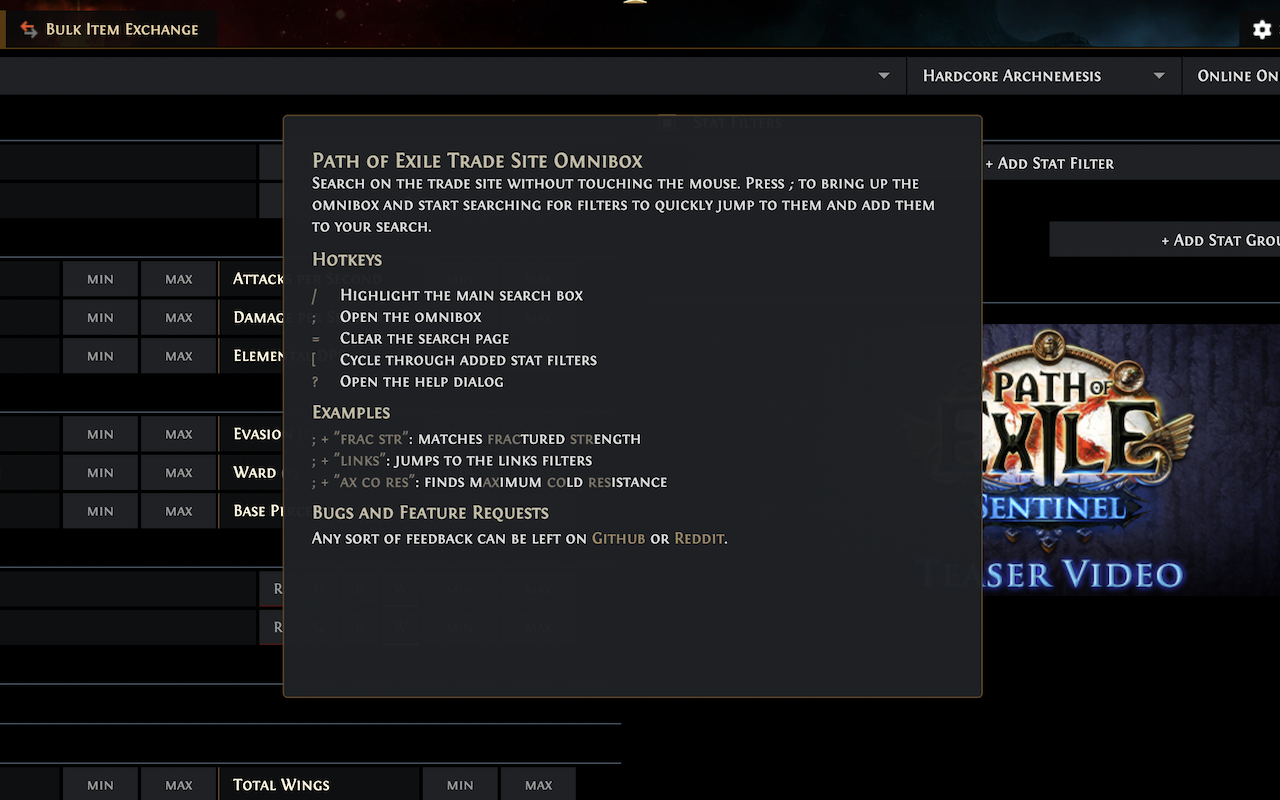 Bulk Item Exchange
Hardcore Archnemesis
Online On
Stat Filters
+ Add Stat Filter
+ Add Stat Grou
Path of Exile Trade Site Omnibox
Search on the trade site without touching the mouse. Press ; to bring up the
omnibox and start searching for filters to quickly jump to them and add them
to your search.
Hotkeys
/ Highlight the main search box
; Open the omnibox
= Clear the search page
[ Cycle through added stat filters
? Open the help dialog
Examples
; + "frac str": matches fractured strength
; + "links": jumps to the links filters
; + "ax co res": finds maximum cold resistance
Bugs and Feature Requests
Any sort of feedback can be left on Github or Reddit.
MIN MAX Attacks per Second
MIN MAX Damag
MIN MAX Elemen
MIN MAX Evasio
MIN MAX Ward
MIN MAX Base Pe
R
R
MIN MAX Total Wings MIN MAX
Path of
Exile
Sentinel
Teaser Video